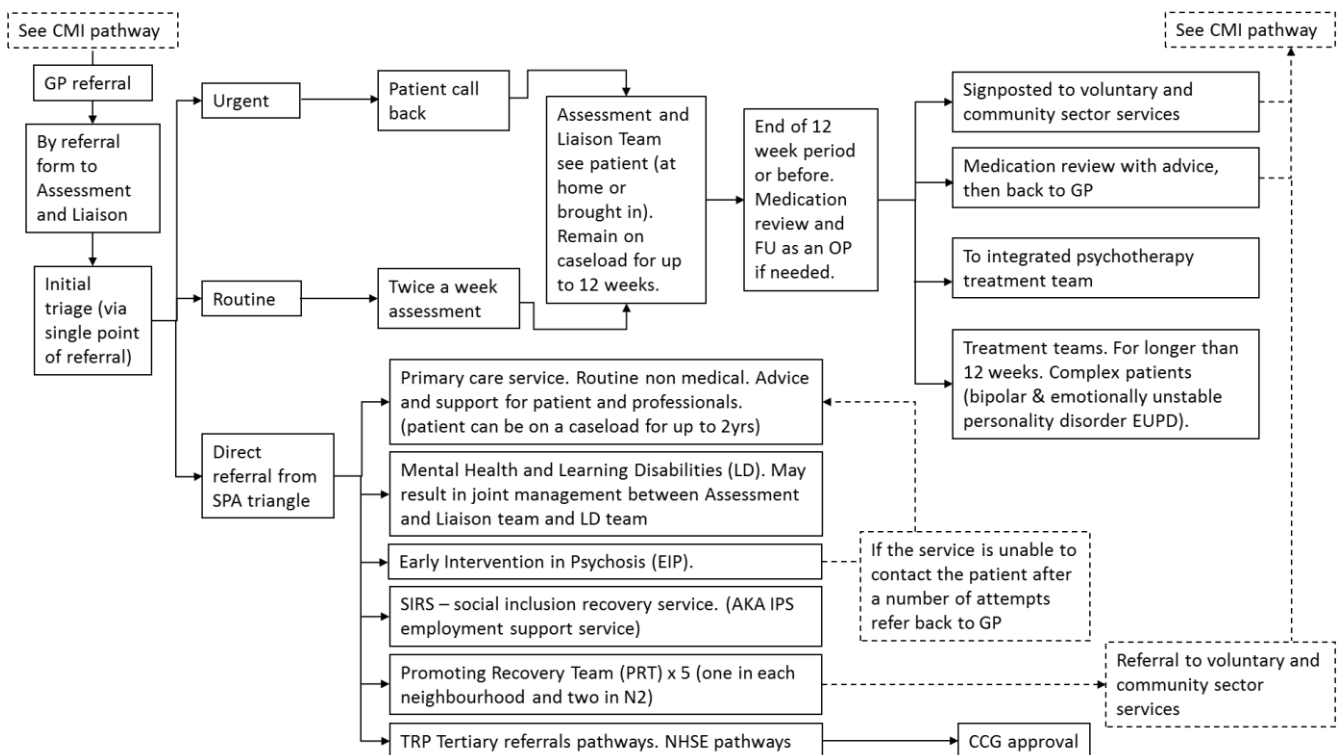 See CMI pathway
GP referral
By referral
form to
Assessment
and Liaison
Initial
triage (via
single point
of referral)
Urgent
Patient call
back
Routine
Twice a week
assessment
Assessment and
Liaison Team
see patient (at
home or
brought in).
Remain on
caseload for up
to 12 weeks.
End of 12
week period
or before.
Medication
review and
FU as an OP
if needed.
See CMI pathway
Signposted to voluntary and
community sector services
Medication review with advice,
then back to GP
To integrated psychotherapy
treatment team
Treatment teams. For longer than
12 weeks. Complex patients
(bipolar & emotionally unstable
personality disorder EUPD).
Direct
referral from
SPA triangle
Primary care service. Routine non medical. Advice
and support for patient and professionals.
(patient can be on a caseload for up to 2yrs)
Mental Health and Learning Disabilities (LD). May
result in joint management between Assessment
and Liaison team and LD team
Early Intervention in Psychosis (EIP).
SIRS – social inclusion recovery service. (AKA IPS
employment support service)
Promoting Recovery Team (PRT) x 5 (one in each
neighbourhood and two in N2)
TRP Tertiary referrals pathways. NHSE pathways
If the service is unable to
contact the patient after
a number of attempts
refer back to GP
Referral to voluntary and
community sector
services
CCG approval